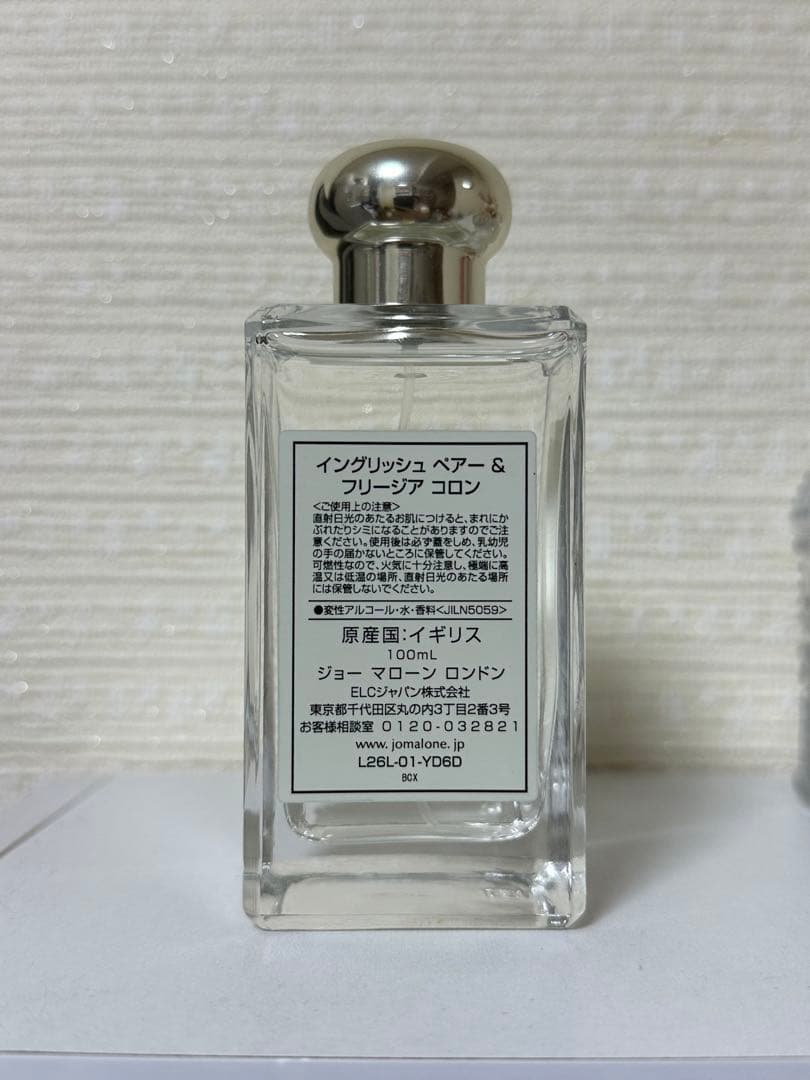 イングリッシュ ペアー &
フリージア コロン
<ご使用上の注意>
直射日光のあたるお肌につけると、まれにか
ぶれたりシミになることがありますのでご注
意ください。使用後は必ず蓋をしめ、乳幼児
の手の届かないところに保管してください。
可燃性なので、火気に十分注意し、極端に高
温又は低温の場所、直射日光のあたる場所
には保管しないでください。
●変性アルコール・水・香料<JILN5059>
原産国:イギリス
100mL
ジョー マローン ロンドン
ELCジャパン株式会社
東京都千代田区丸の内3丁目2番3号
お客様相談室 0120-032821
www. jomalone. jp
L26L-01-YD6D
BCX